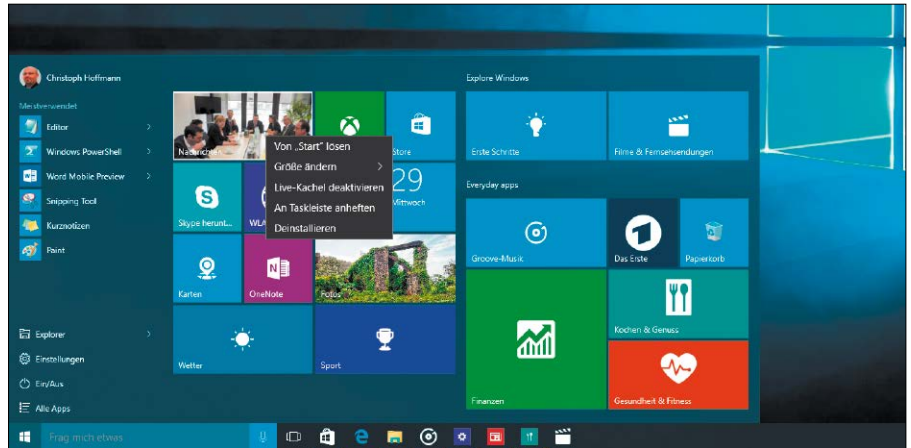 Christoph Hoffmann
Meistverwendet
Editor
Windows PowerShell
Word Mobile Preview
Snipping Tool
Kurznotizen
Paint
Explorer
Einstellungen
Ein/Aus
Alle Apps
Nachrichten
Store
Von „Start“ lösen
Größe ändern
Live-Kachel deaktivieren
An Taskleiste anheften
Deinstallieren
Skype herunt...
29
Mittwoch
Karten
OneNote
Fotos
Wetter
Sport
Explore Windows
Erste Schritte
Filme & Fernsehsendungen
Everyday apps
Groove-Musik
Das Erste
Papierkorb
Kochen & Genuss
Finanzen
Gesundheit & Fitness
Frag mich etwas